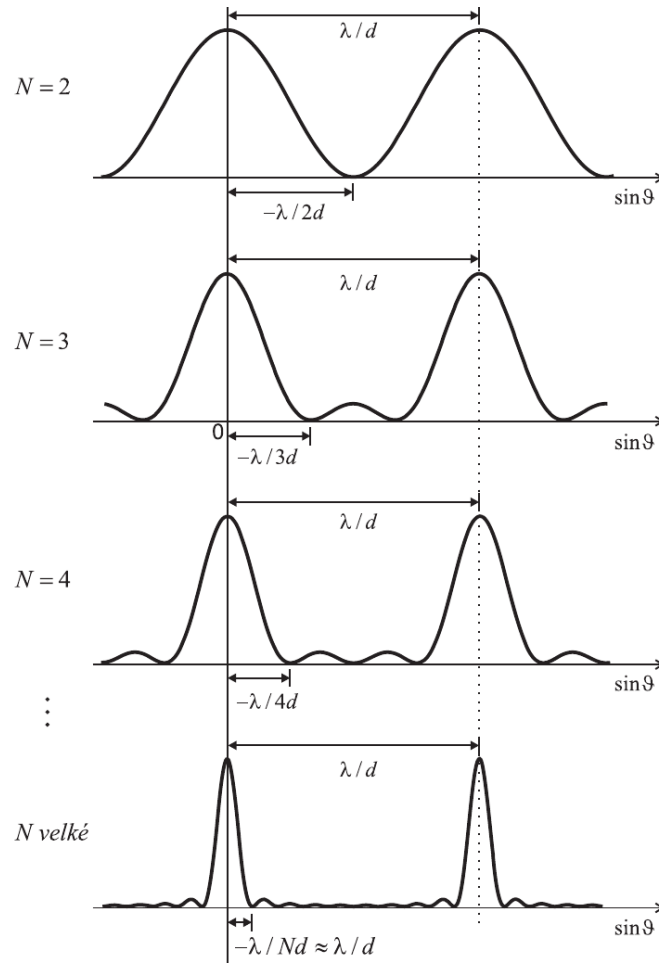 λ/d
N = 2
−λ/2d
sinϑ
λ/d
N = 3
0
−λ/3d
sinϑ
λ/d
N = 4
−λ/4d
sinϑ
⋮
λ/d
N velké
−λ/Nd ≈ λ/d
sinϑ